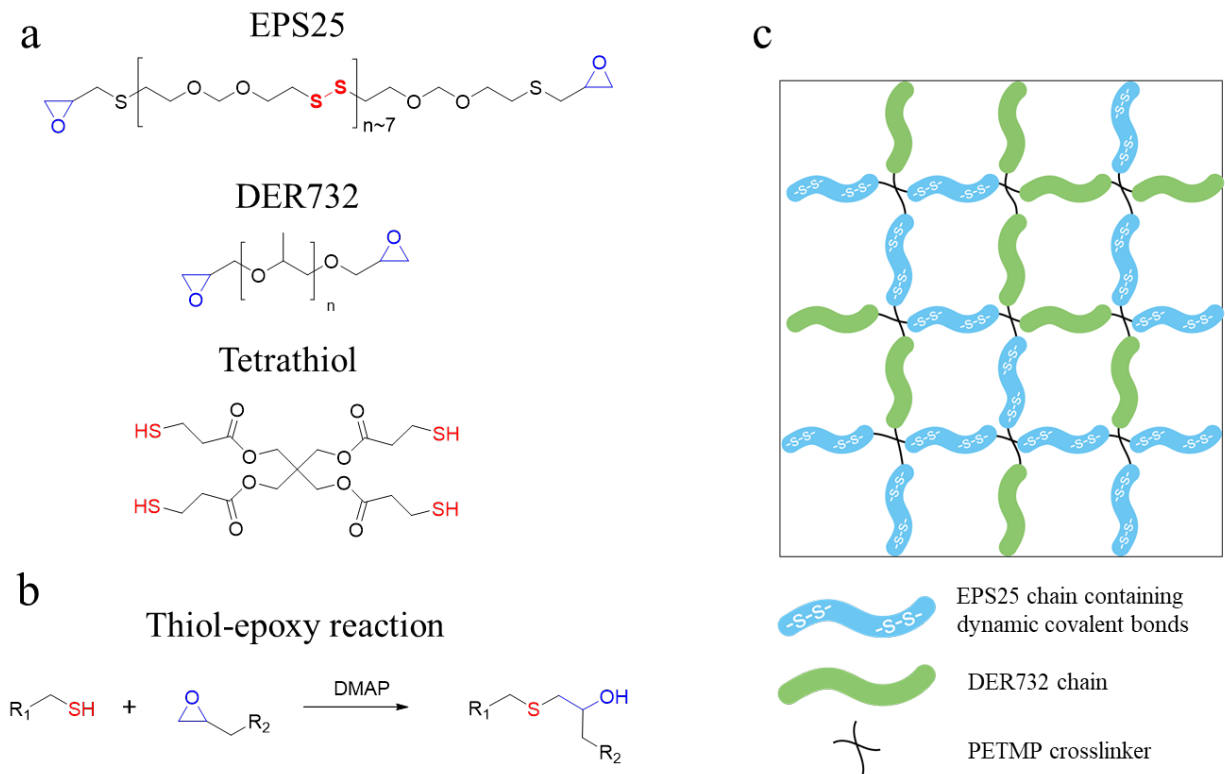 a
EPS25
O
S
O
O
S
S
O
O
S
O
n~7
DER732
O
O
O
O
n
Tetrathiol
HS
O
O
SH
O
O
HS
O
O
SH
O
O
b
Thiol-epoxy reaction
R1
SH
+
O
R2
DMAP
R1
S
OH
R2
c
-S-S-
-S-S- -S-S-
-S-S- -S-S-
-S-S-
-S-S-
-S-S-
-S-S-
-S-S-
-S-S- -S-S-
-S-S- -S-S-
-S-S-
-S-S-
-S-S- -S-S-
-S-S- -S-S-
-S-S- -S-S-
-S-S-
-S-S-
-S-S-
-S-S-
-S-S- -S-S-
EPS25 chain containing
dynamic covalent bonds
DER732 chain
PETMP crosslinker